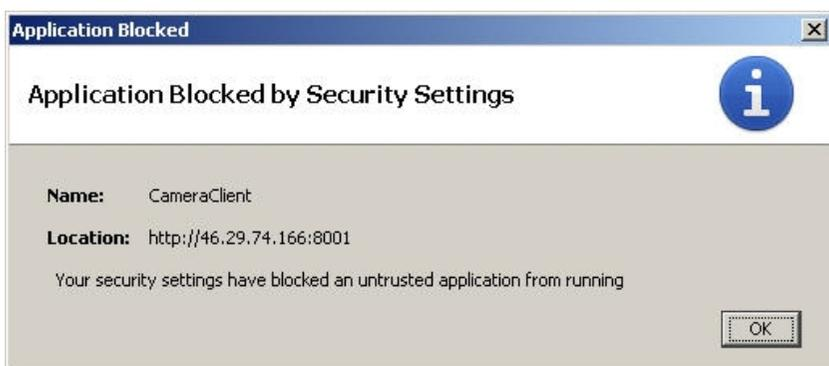 Application Blocked
Application Blocked by Security Settings
Name: CameraClient
Location: http://46.29.74.166:8001
Your security settings have blocked an untrusted application from running
OK